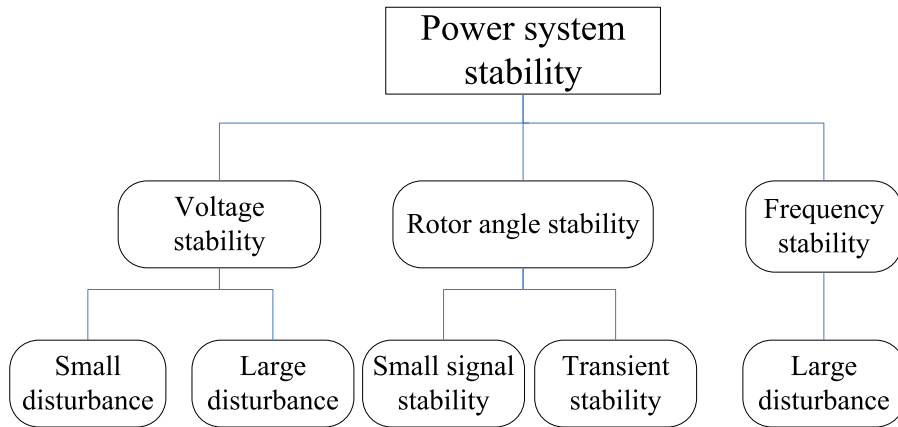 Power system
stability
Voltage
stability
Rotor angle stability
Frequency
stability
Small
disturbance
Large
disturbance
Small signal
stability
Transient
stability
Large
disturbance